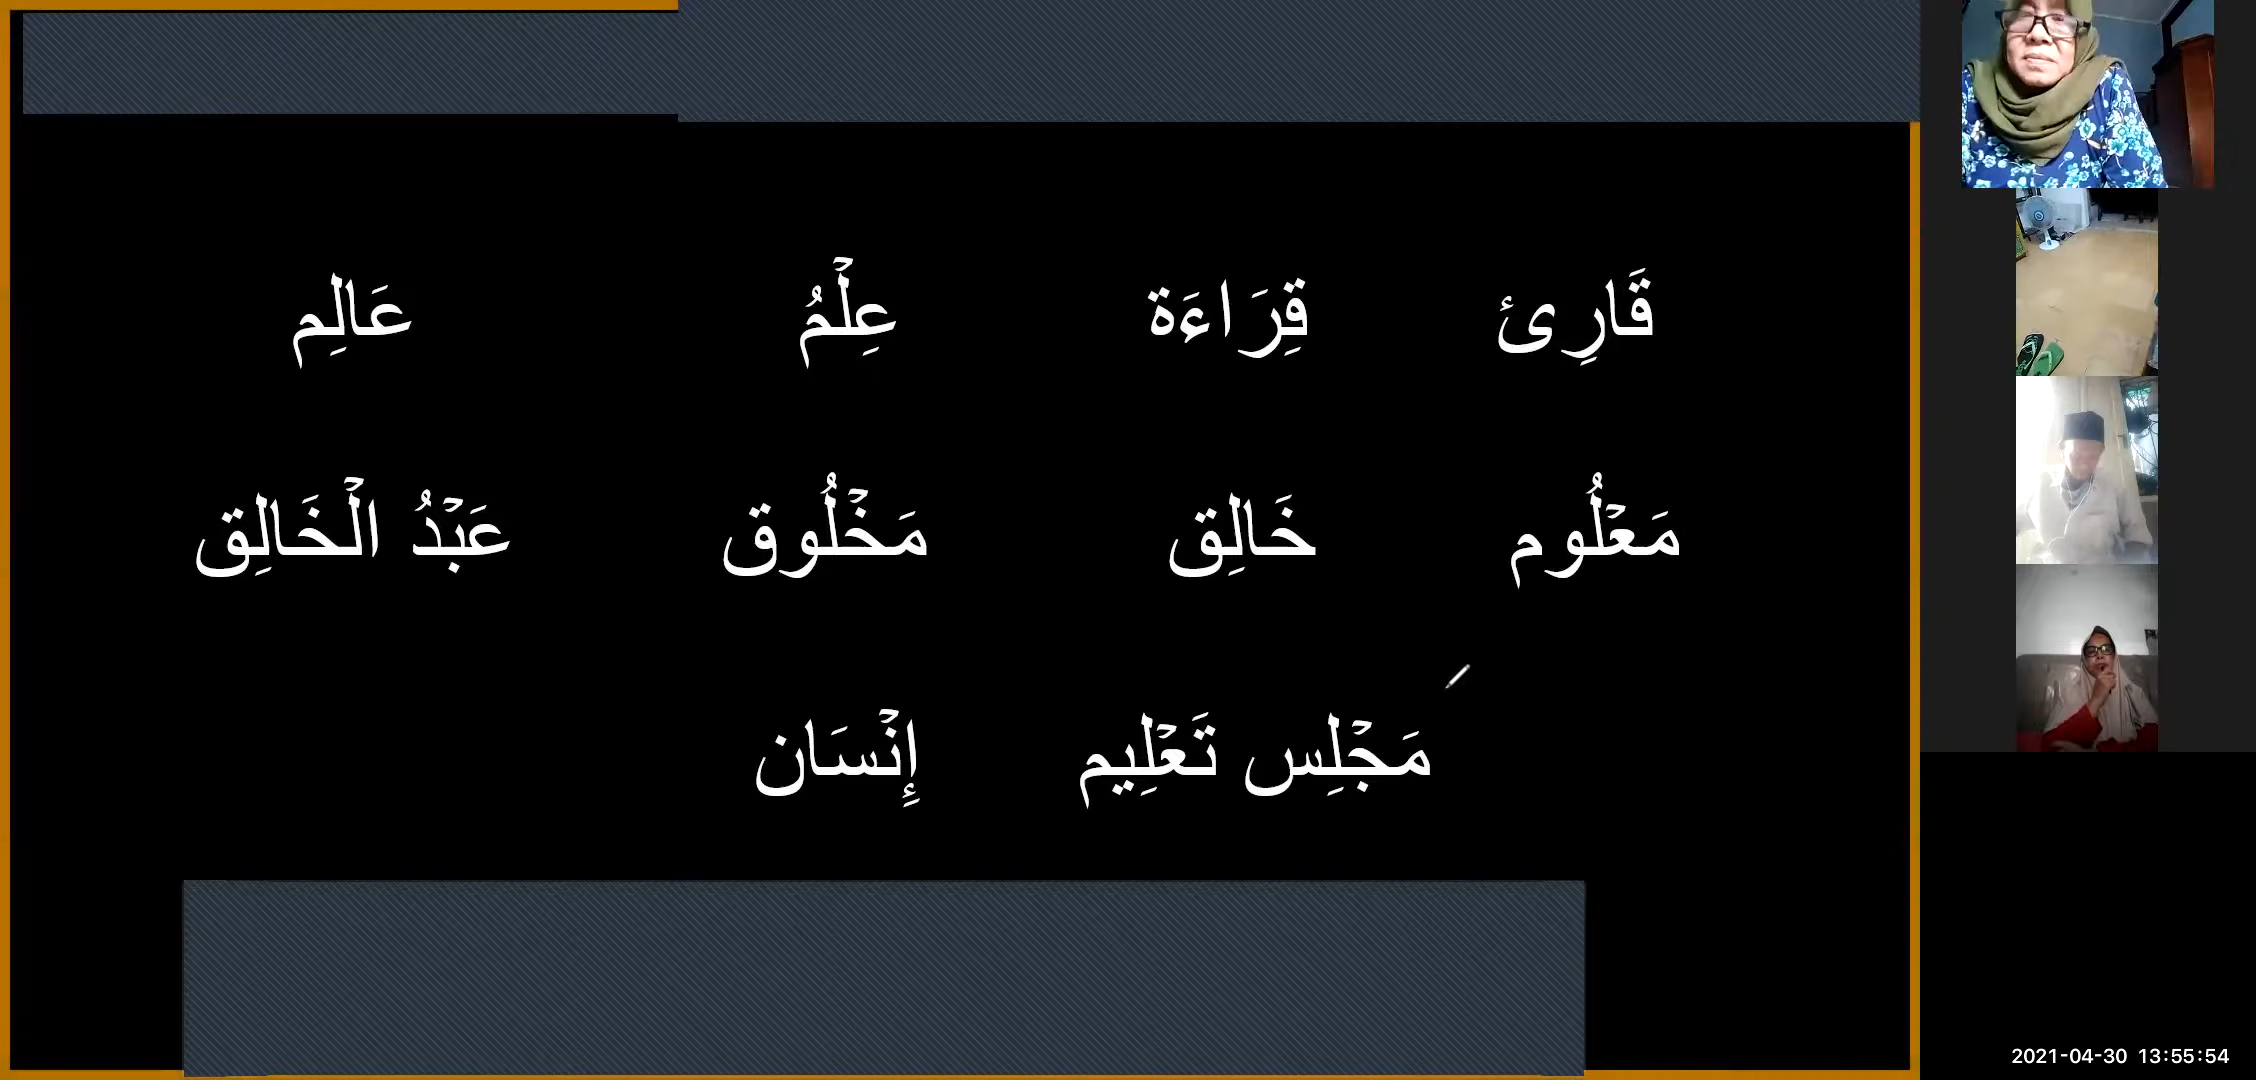 قَارِئ قِرَاءَة عِلْمُ عَالِم
مَعْلُوم خَالِق مَخْلُوق عَبْدُ الْخَالِق
مَجْلِس تَعْلِيم إِنْسَان
2021-04-30 13:55:54